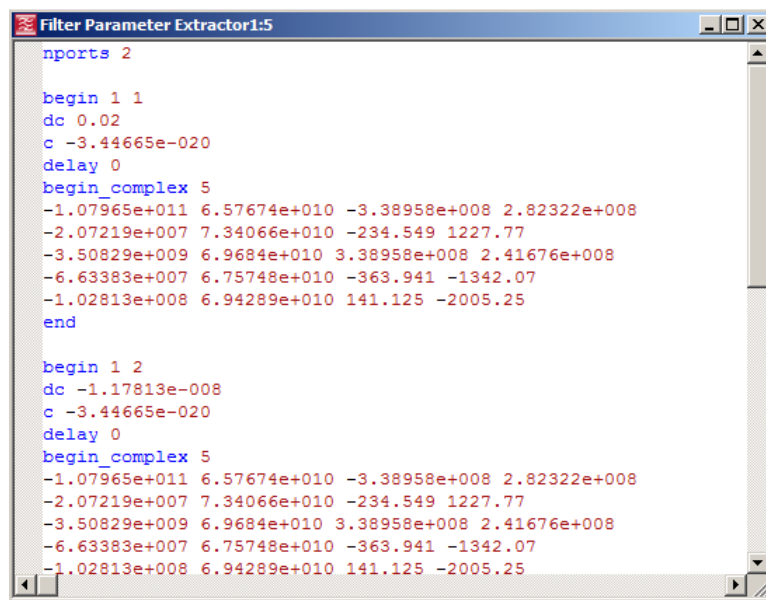 Filter Parameter Extractor1:5
nports 2
begin 1 1
dc 0.02
c -3.44665e-020
delay 0
begin_complex 5
-1.07965e+011 6.57674e+010 -3.38958e+008 2.82322e+008
-2.07219e+007 7.34066e+010 -234.549 1227.77
-3.50829e+009 6.9684e+010 3.38958e+008 2.41676e+008
-6.63383e+007 6.75748e+010 -363.941 -1342.07
-1.02813e+008 6.94289e+010 141.125 -2005.25
end
begin 1 2
dc -1.17813e-008
c -3.44665e-020
delay 0
begin_complex 5
-1.07965e+011 6.57674e+010 -3.38958e+008 2.82322e+008
-2.07219e+007 7.34066e+010 -234.549 1227.77
-3.50829e+009 6.9684e+010 3.38958e+008 2.41676e+008
-6.63383e+007 6.75748e+010 -363.941 -1342.07
-1.02813e+008 6.94289e+010 141.125 -2005.25